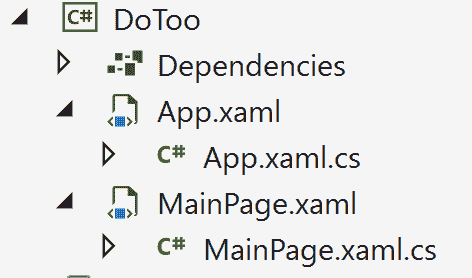 C# DoToo
Dependencies
App.xaml
C# App.xaml.cs
MainPage.xaml
C# MainPage.xaml.cs